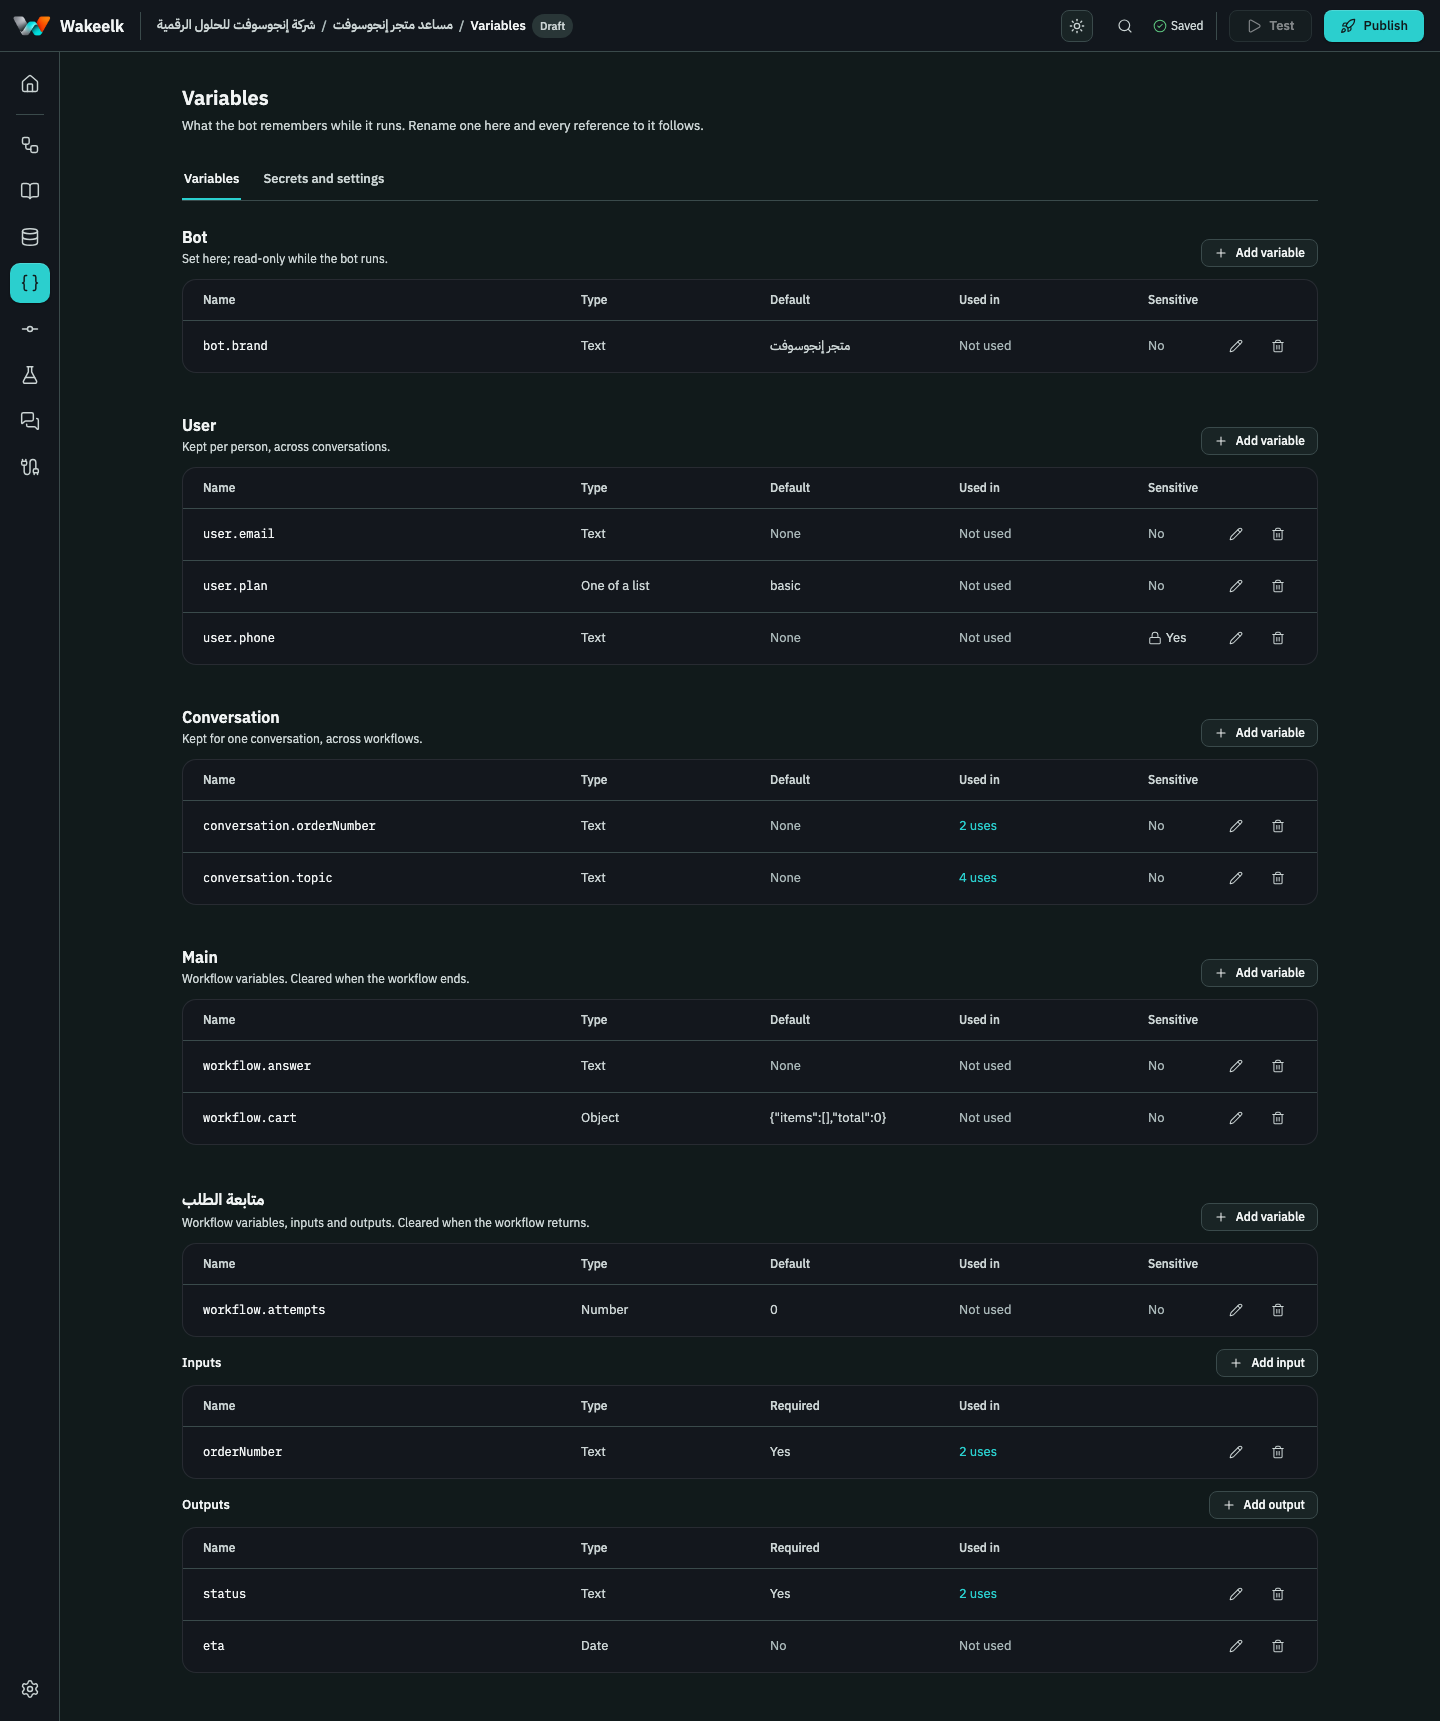 Wakeelk
شركة إنجوسوفت للحلول الرقمية / مساعد متجر إنجوسوفت / Variables Draft
Saved
Test
Publish
Variables
What the bot remembers while it runs. Rename one here and every reference to it follows.
Variables Secrets and settings
Bot
Set here; read-only while the bot runs.
Add variable
Name Type Default Used in Sensitive
bot.brand Text متجر إنجوسوفت Not used No
User
Kept per person, across conversations.
Add variable
Name Type Default Used in Sensitive
user.email Text None Not used No
user.plan One of a list basic Not used No
user.phone Text None Not used Yes
Conversation
Kept for one conversation, across workflows.
Add variable
Name Type Default Used in Sensitive
conversation.orderNumber Text None 2 uses No
conversation.topic Text None 4 uses No
Main
Workflow variables. Cleared when the workflow ends.
Add variable
Name Type Default Used in Sensitive
workflow.answer Text None Not used No
workflow.cart Object {"items":[],"total":0} Not used No
متابعة الطلب
Workflow variables, inputs and outputs. Cleared when the workflow returns.
Add variable
Name Type Default Used in Sensitive
workflow.attempts Number 0 Not used No
Inputs
Add input
Name Type Required Used in
orderNumber Text Yes 2 uses
Outputs
Add output
Name Type Required Used in
status Text Yes 2 uses
eta Date No Not used